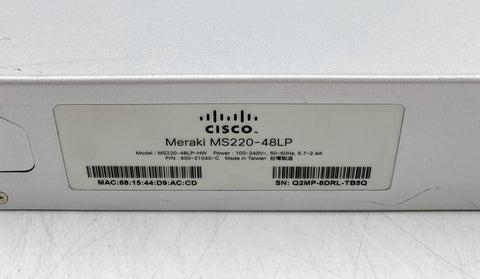 CISCO
Meraki MS220-48LP
Model: MS220-48LP-HW Power: 100-240V~, 50-60Hz, 5.7-2.4A
P/N: 600-21040-C Made in Taiwan 台灣製造
MAC:88:15:44:D9:AC:CD
SN: Q2MP-8DRL-TB5Q